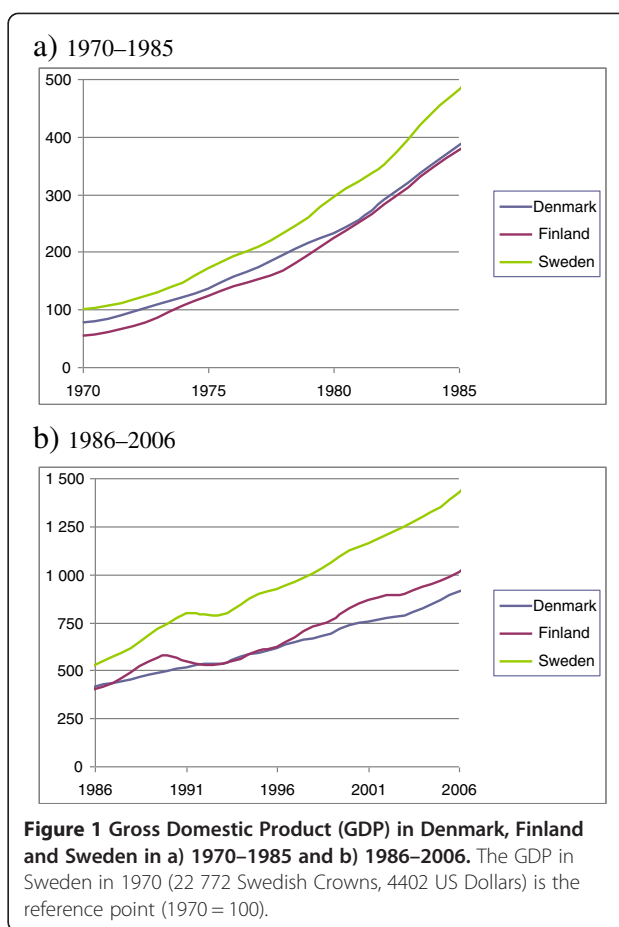 a) 1970–1985
500
400
300
200
100
0
1970 1975 1980 1985
Denmark
Finland
Sweden
b) 1986–2006
1 500
1 250
1 000
750
500
250
0
1986 1991 1996 2001 2006
Denmark
Finland
Sweden
Figure 1 Gross Domestic Product (GDP) in Denmark, Finland
and Sweden in a) 1970–1985 and b) 1986–2006. The GDP in
Sweden in 1970 (22 772 Swedish Crowns, 4402 US Dollars) is the
reference point (1970 = 100).